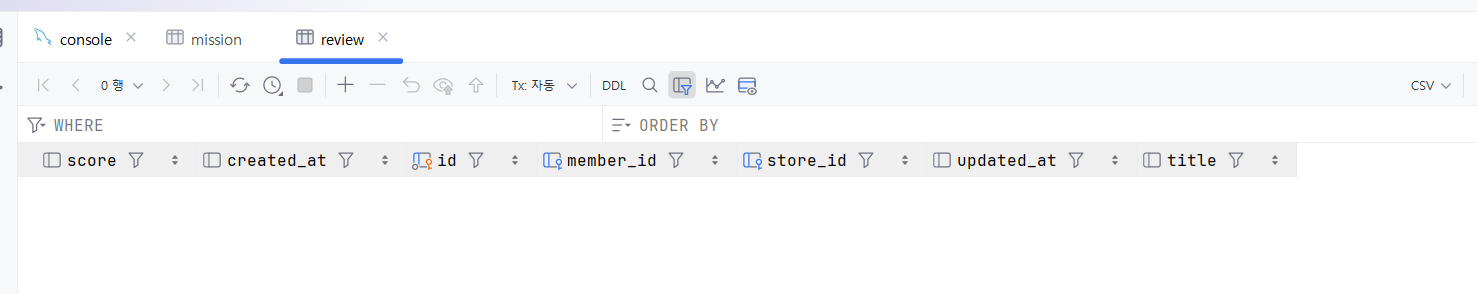 console mission review
0 행 Tx: 자동 DDL CSV
WHERE ORDER BY
score created_at id member_id store_id updated_at title